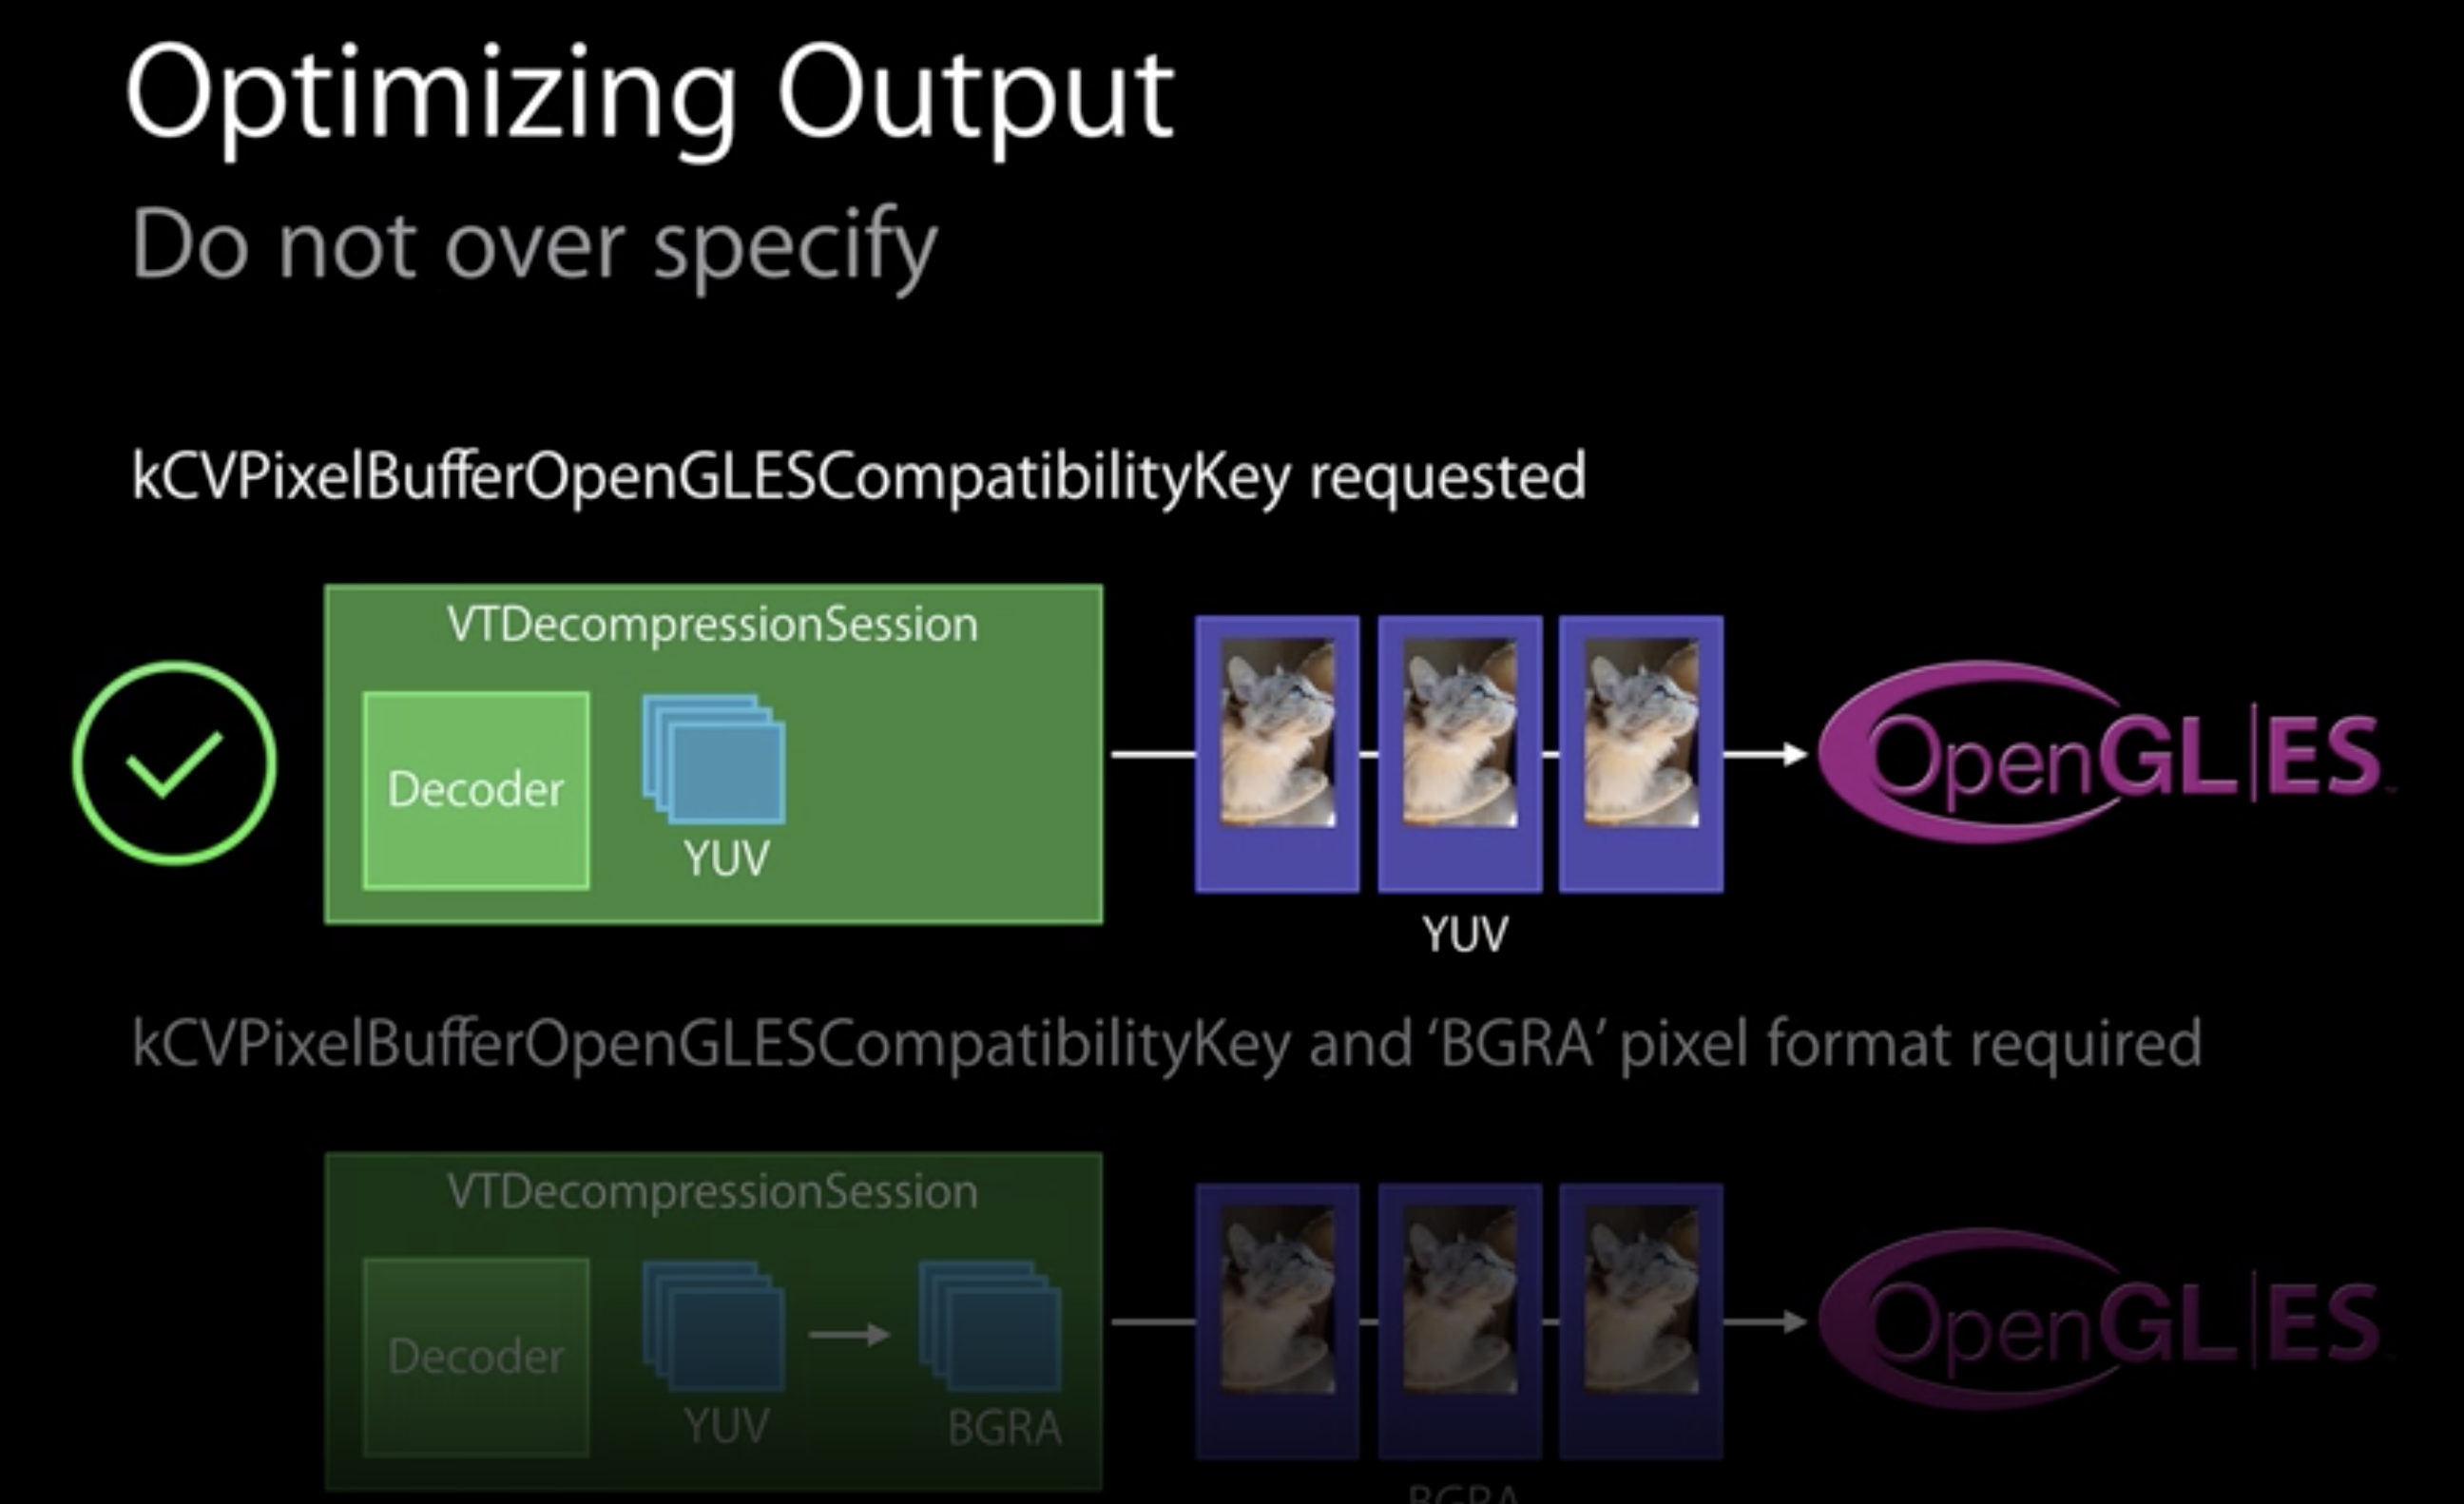 Optimizing Output
Do not over specify
kCVPixelBufferOpenGLESCompatibilityKey requested
VTDecompressionSession
Decoder
YUV
YUV
OpenGL|ES
kCVPixelBufferOpenGLESCompatibilityKey and ‘BGRA’ pixel format required
VTDecompressionSession
Decoder
YUV
BGRA
OpenGL|ES
BGRA